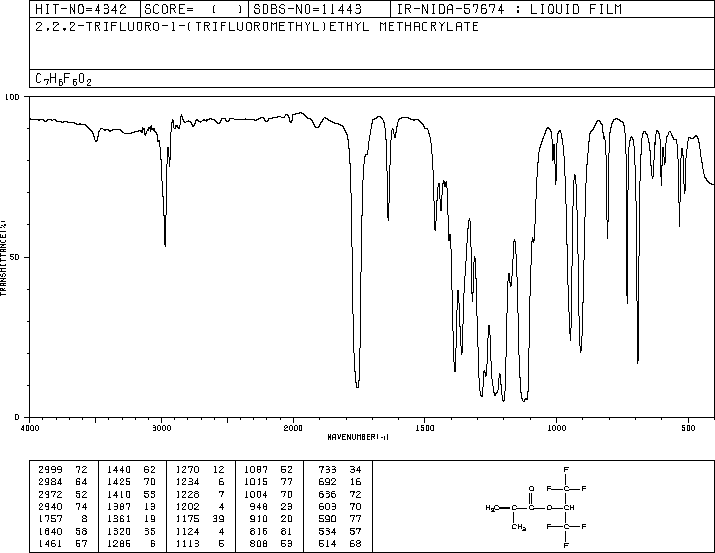 HIT-NO=4342 SCORE= ( ) SDBS-NO=11443 IR-NIDA-57674 : LIQUID FILM
2,2,2-TRIFLUORO-1-(TRIFLUOROMETHYL)ETHYL METHACRYLATE
C7H6F6O2
100
50
0
TRANSMITTANCE(%)
4000 3000 2000 1500 1000 500
WAVENUMBER(-1)
2999 72 1440 62 1270 12 1087 52 733 34
2984 64 1425 70 1234 6 1015 77 692 16
2972 52 1410 55 1228 7 1004 70 636 72
2940 74 1387 13 1202 4 948 23 603 70
1757 8 1361 19 1175 39 910 20 590 77
1640 58 1320 35 1124 4 816 81 534 57
1461 57 1285 6 1113 5 808 53 514 68
F
O F C F
H2C C C O CH
CH3 F C F
F